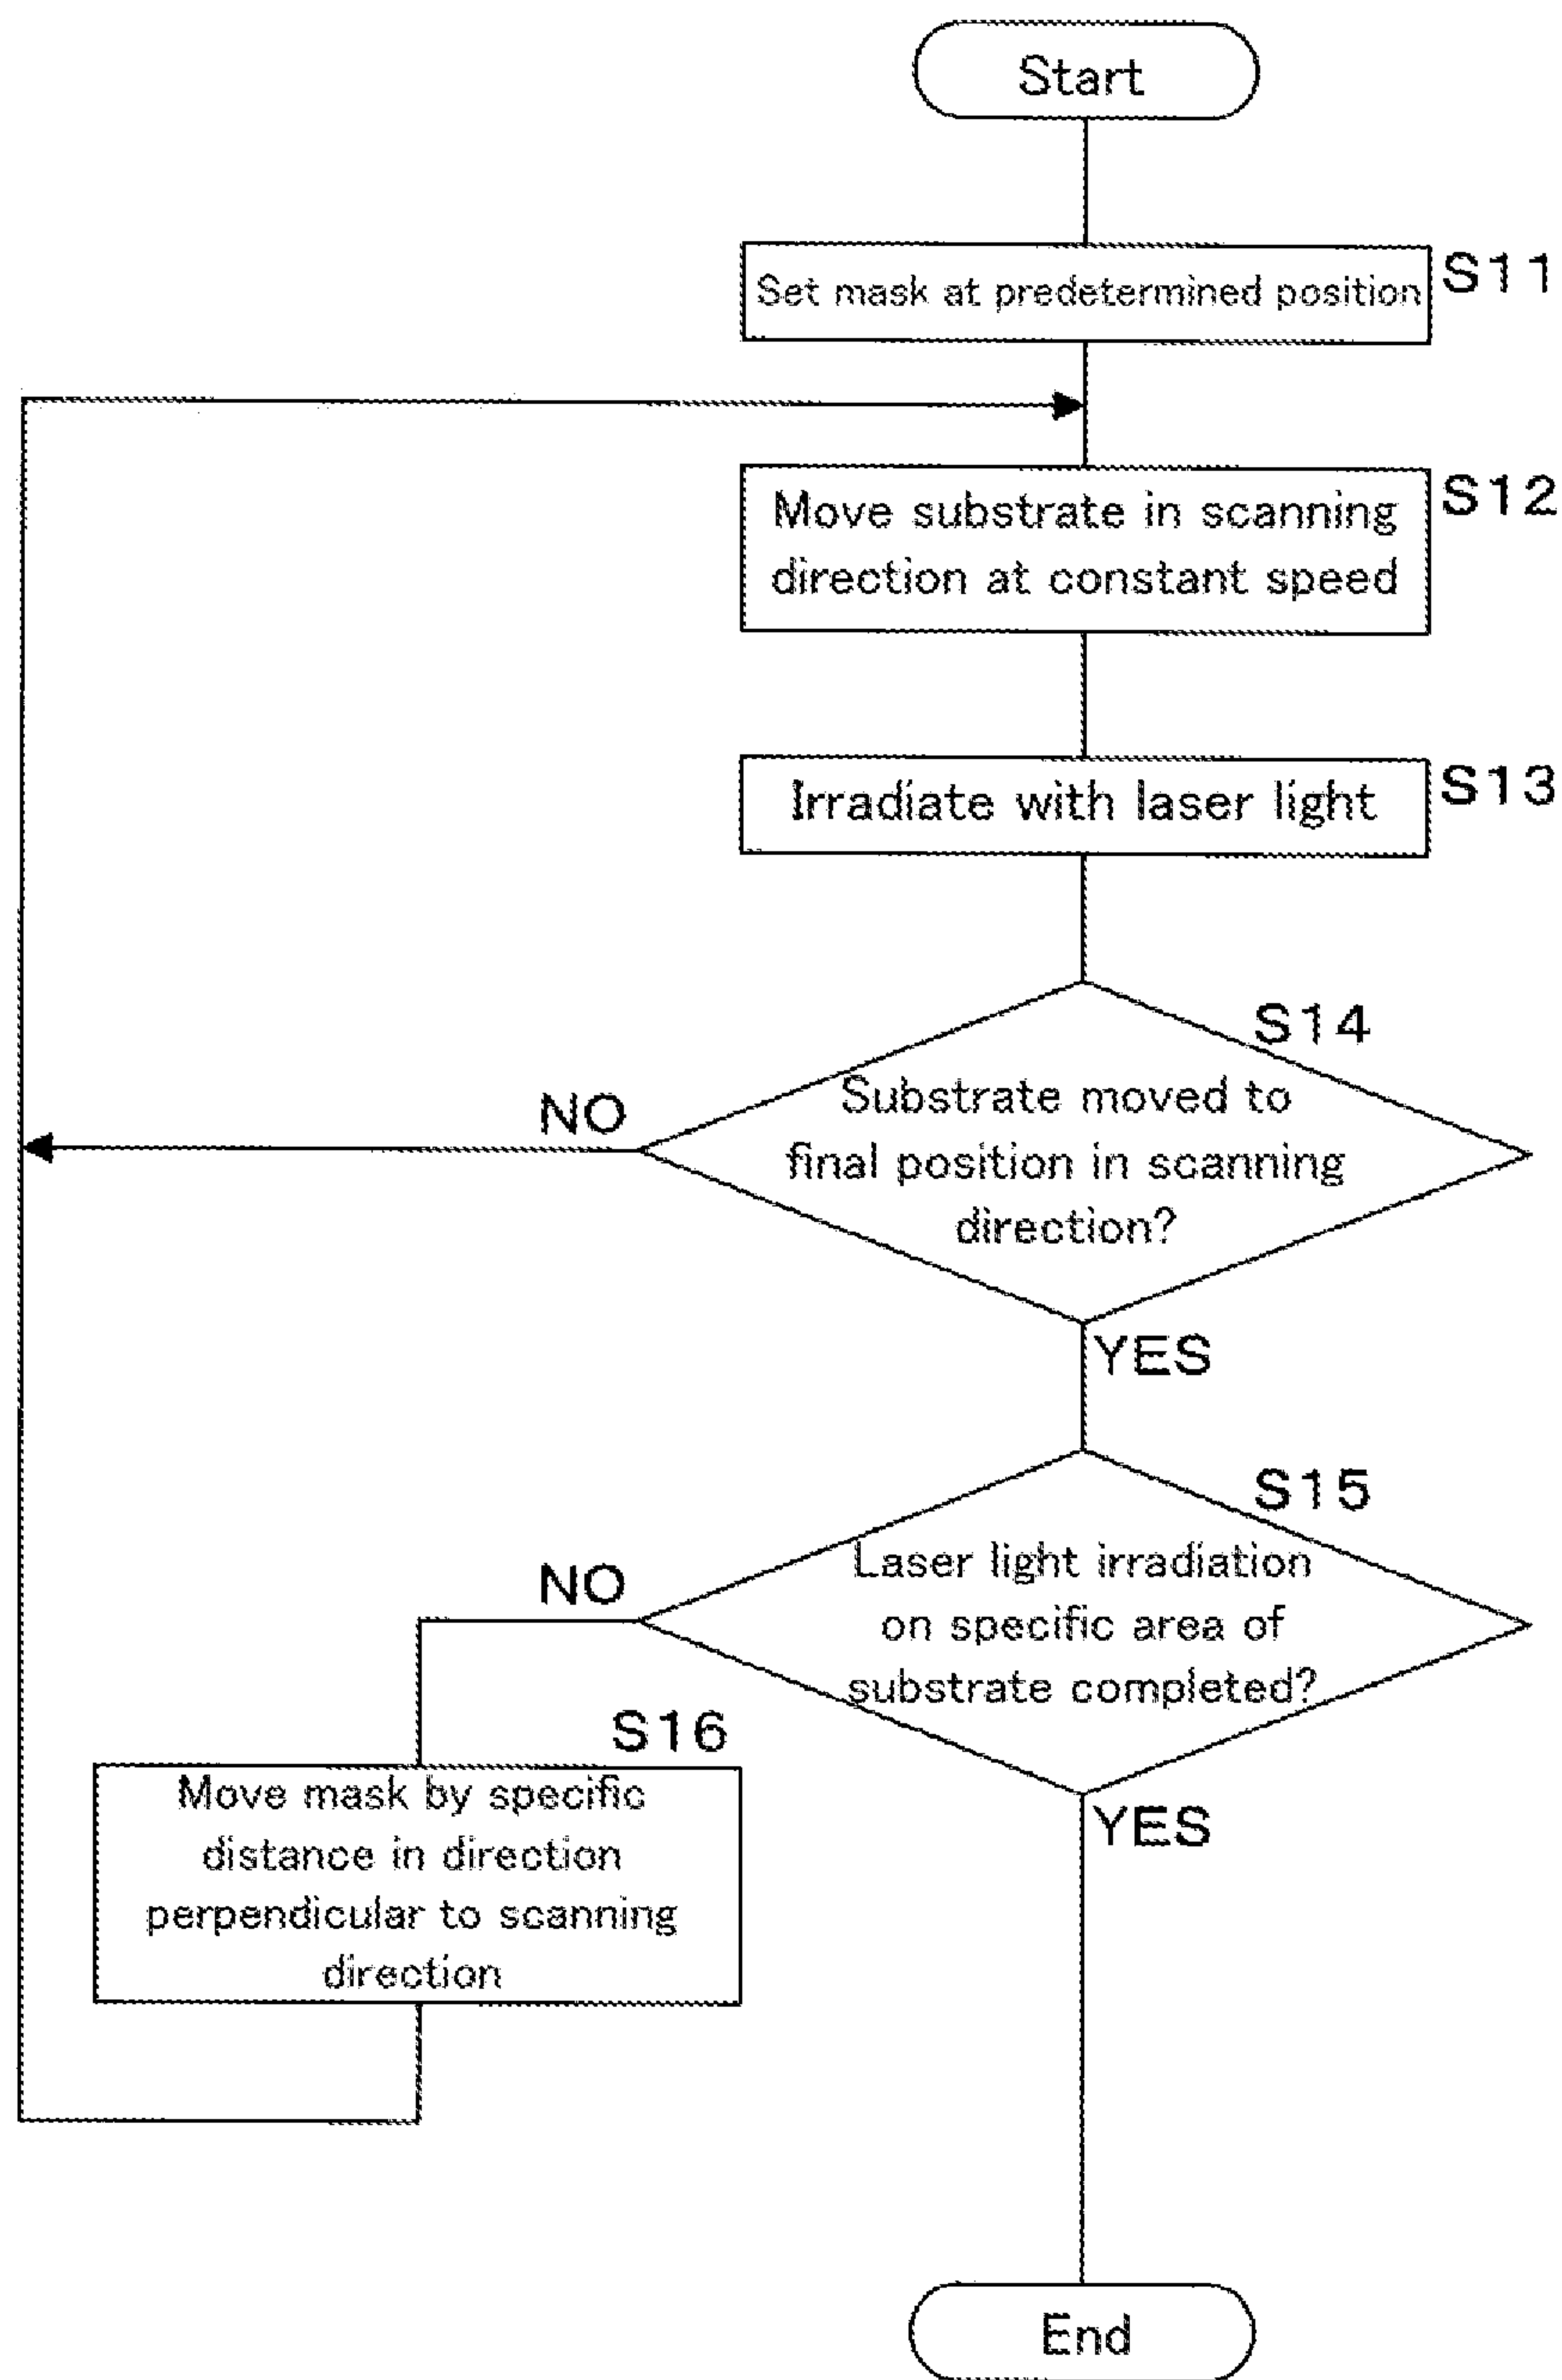 Start
Set mask at predetermined position
S11
Move substrate in scanning
direction at constant speed
S12
Irradiate with laser light
S13
S14
Substrate moved to
final position in scanning
direction?
NO
YES
S15
Laser light irradiation
on specific area of
substrate completed?
NO
YES
S16
Move mask by specific
distance in direction
perpendicular to scanning
direction
End